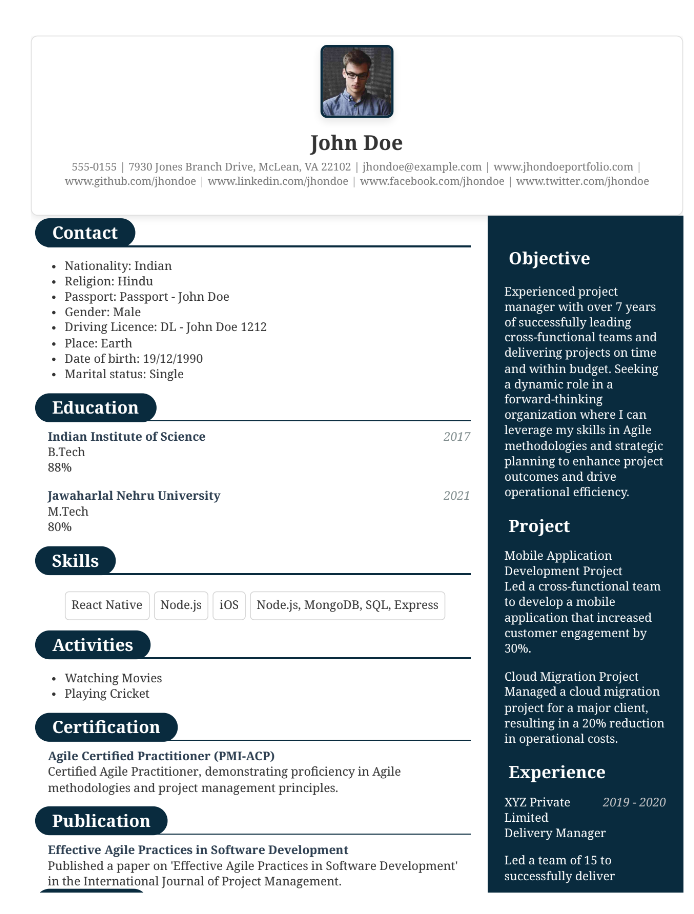 John Doe
555-0155 | 7930 Jones Branch Drive, McLean, VA 22102 | jhondoe@example.com | www.jhondoeportfolio.com |
www.github.com/jhondoe | www.linkedin.com/jhondoe | www.facebook.com/jhondoe | www.twitter.com/jhondoe
Contact
• Nationality: Indian
• Religion: Hindu
• Passport: Passport - John Doe
• Gender: Male
• Driving Licence: DL - John Doe 1212
• Place: Earth
• Date of birth: 19/12/1990
• Marital status: Single
Education
Indian Institute of Science 2017
B.Tech
88%
Jawaharlal Nehru University 2021
M.Tech
80%
Skills
React Native Node.js iOS Node.js, MongoDB, SQL, Express
Activities
• Watching Movies
• Playing Cricket
Certification
Agile Certified Practitioner (PMI-ACP)
Certified Agile Practitioner, demonstrating proficiency in Agile
methodologies and project management principles.
Publication
Effective Agile Practices in Software Development
Published a paper on 'Effective Agile Practices in Software Development'
in the International Journal of Project Management.
Objective
Experienced project
manager with over 7 years
of successfully leading
cross-functional teams and
delivering projects on time
and within budget. Seeking
a dynamic role in a
forward-thinking
organization where I can
leverage my skills in Agile
methodologies and strategic
planning to enhance project
outcomes and drive
operational efficiency.
Project
Mobile Application
Development Project
Led a cross-functional team
to develop a mobile
application that increased
customer engagement by
30%.
Cloud Migration Project
Managed a cloud migration
project for a major client,
resulting in a 20% reduction
in operational costs.
Experience
XYZ Private 2019 - 2020
Limited
Delivery Manager
Led a team of 15 to
successfully deliver